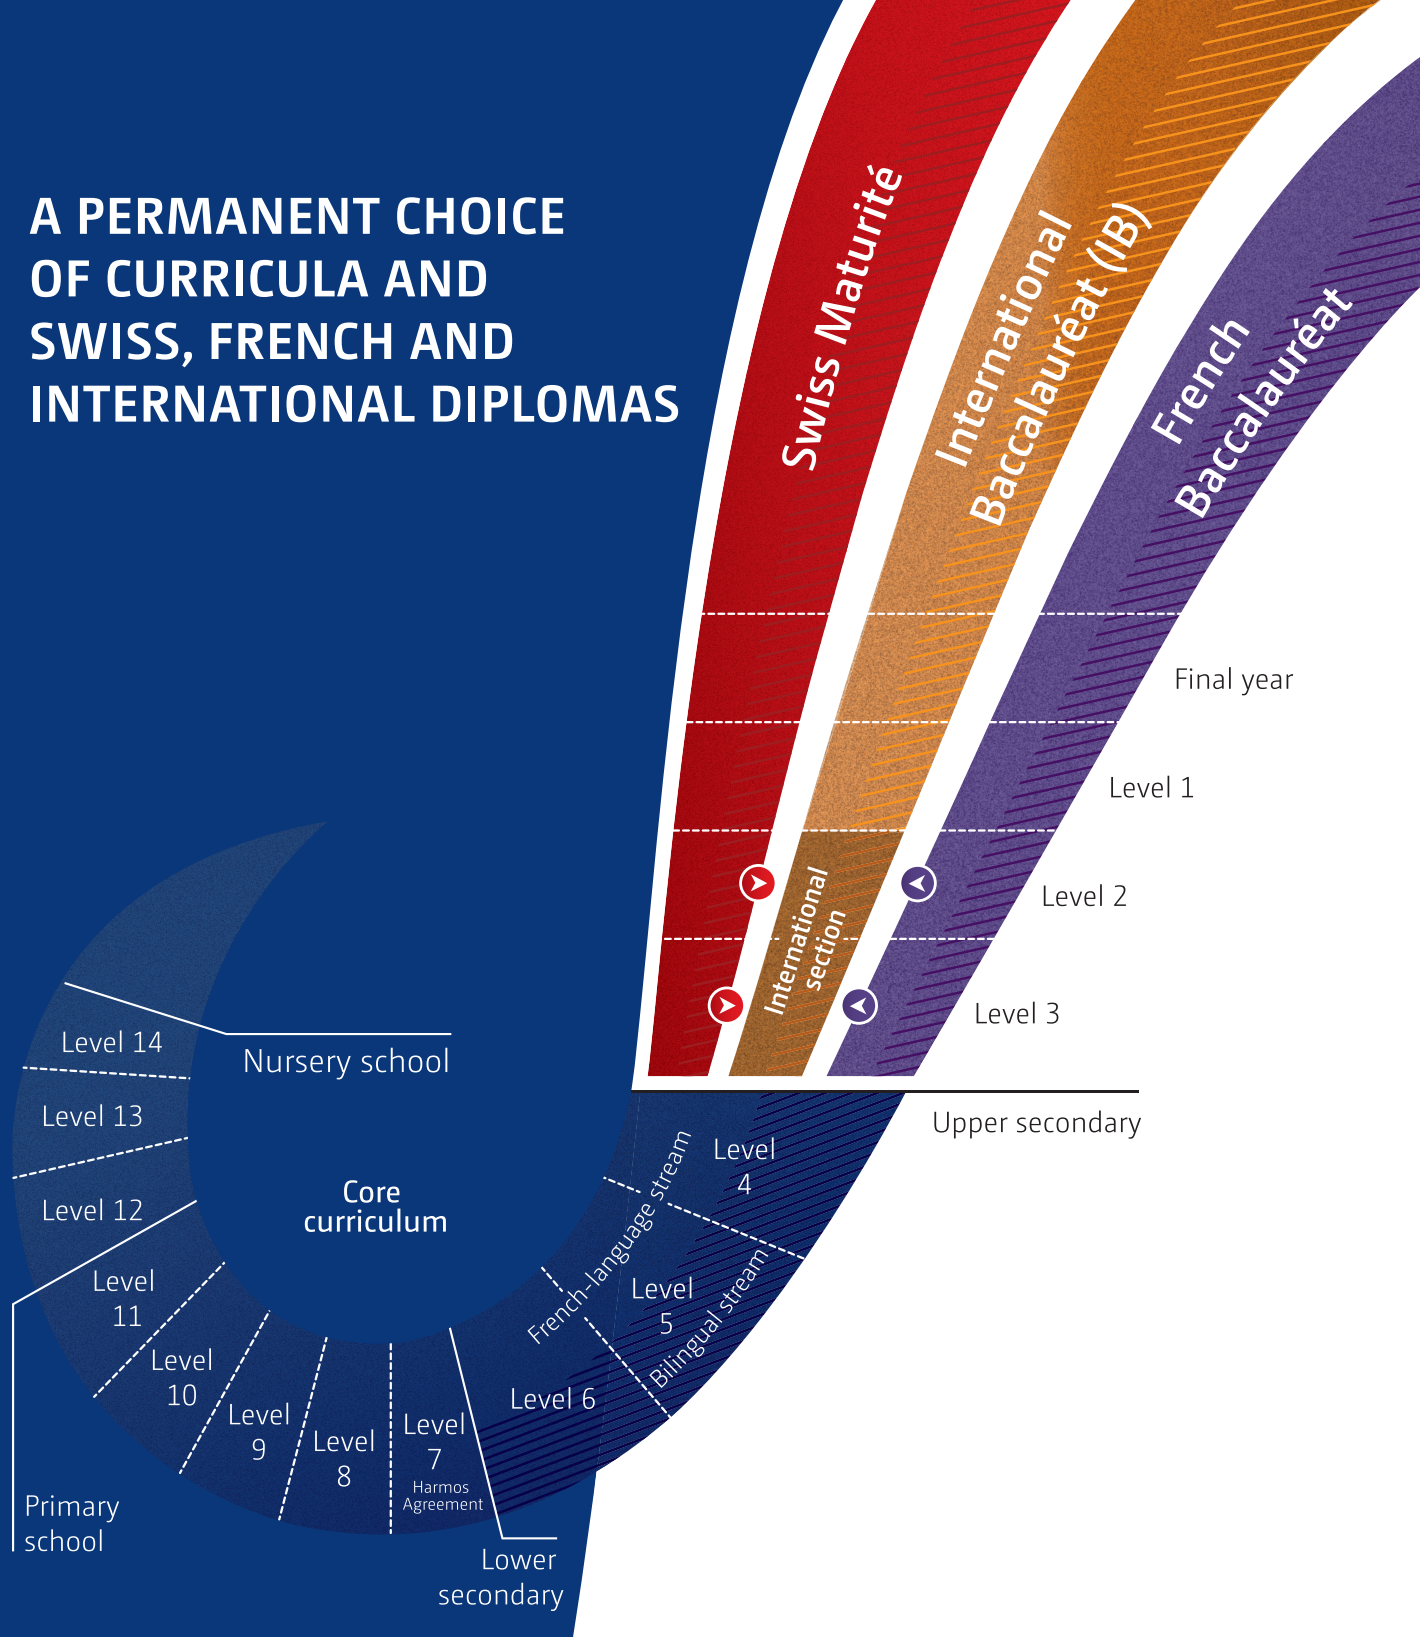 A PERMANENT CHOICE
OF CURRICULA AND
SWISS, FRENCH AND
INTERNATIONAL DIPLOMAS
Swiss Maturité
International
Baccalauréat (IB)
French
Baccalauréat
Final year
Level 1
Level 2
Level 3
International
section
Upper secondary
Level 14
Nursery school
Level 13
Level 12
Core
curriculum
Level
11
Level
10
Level
9
Level
8
Level
7
Harmos
Agreement
Level 6
Level
5
Level
4
French-language stream
Bilingual stream
Primary
school
Lower
secondary